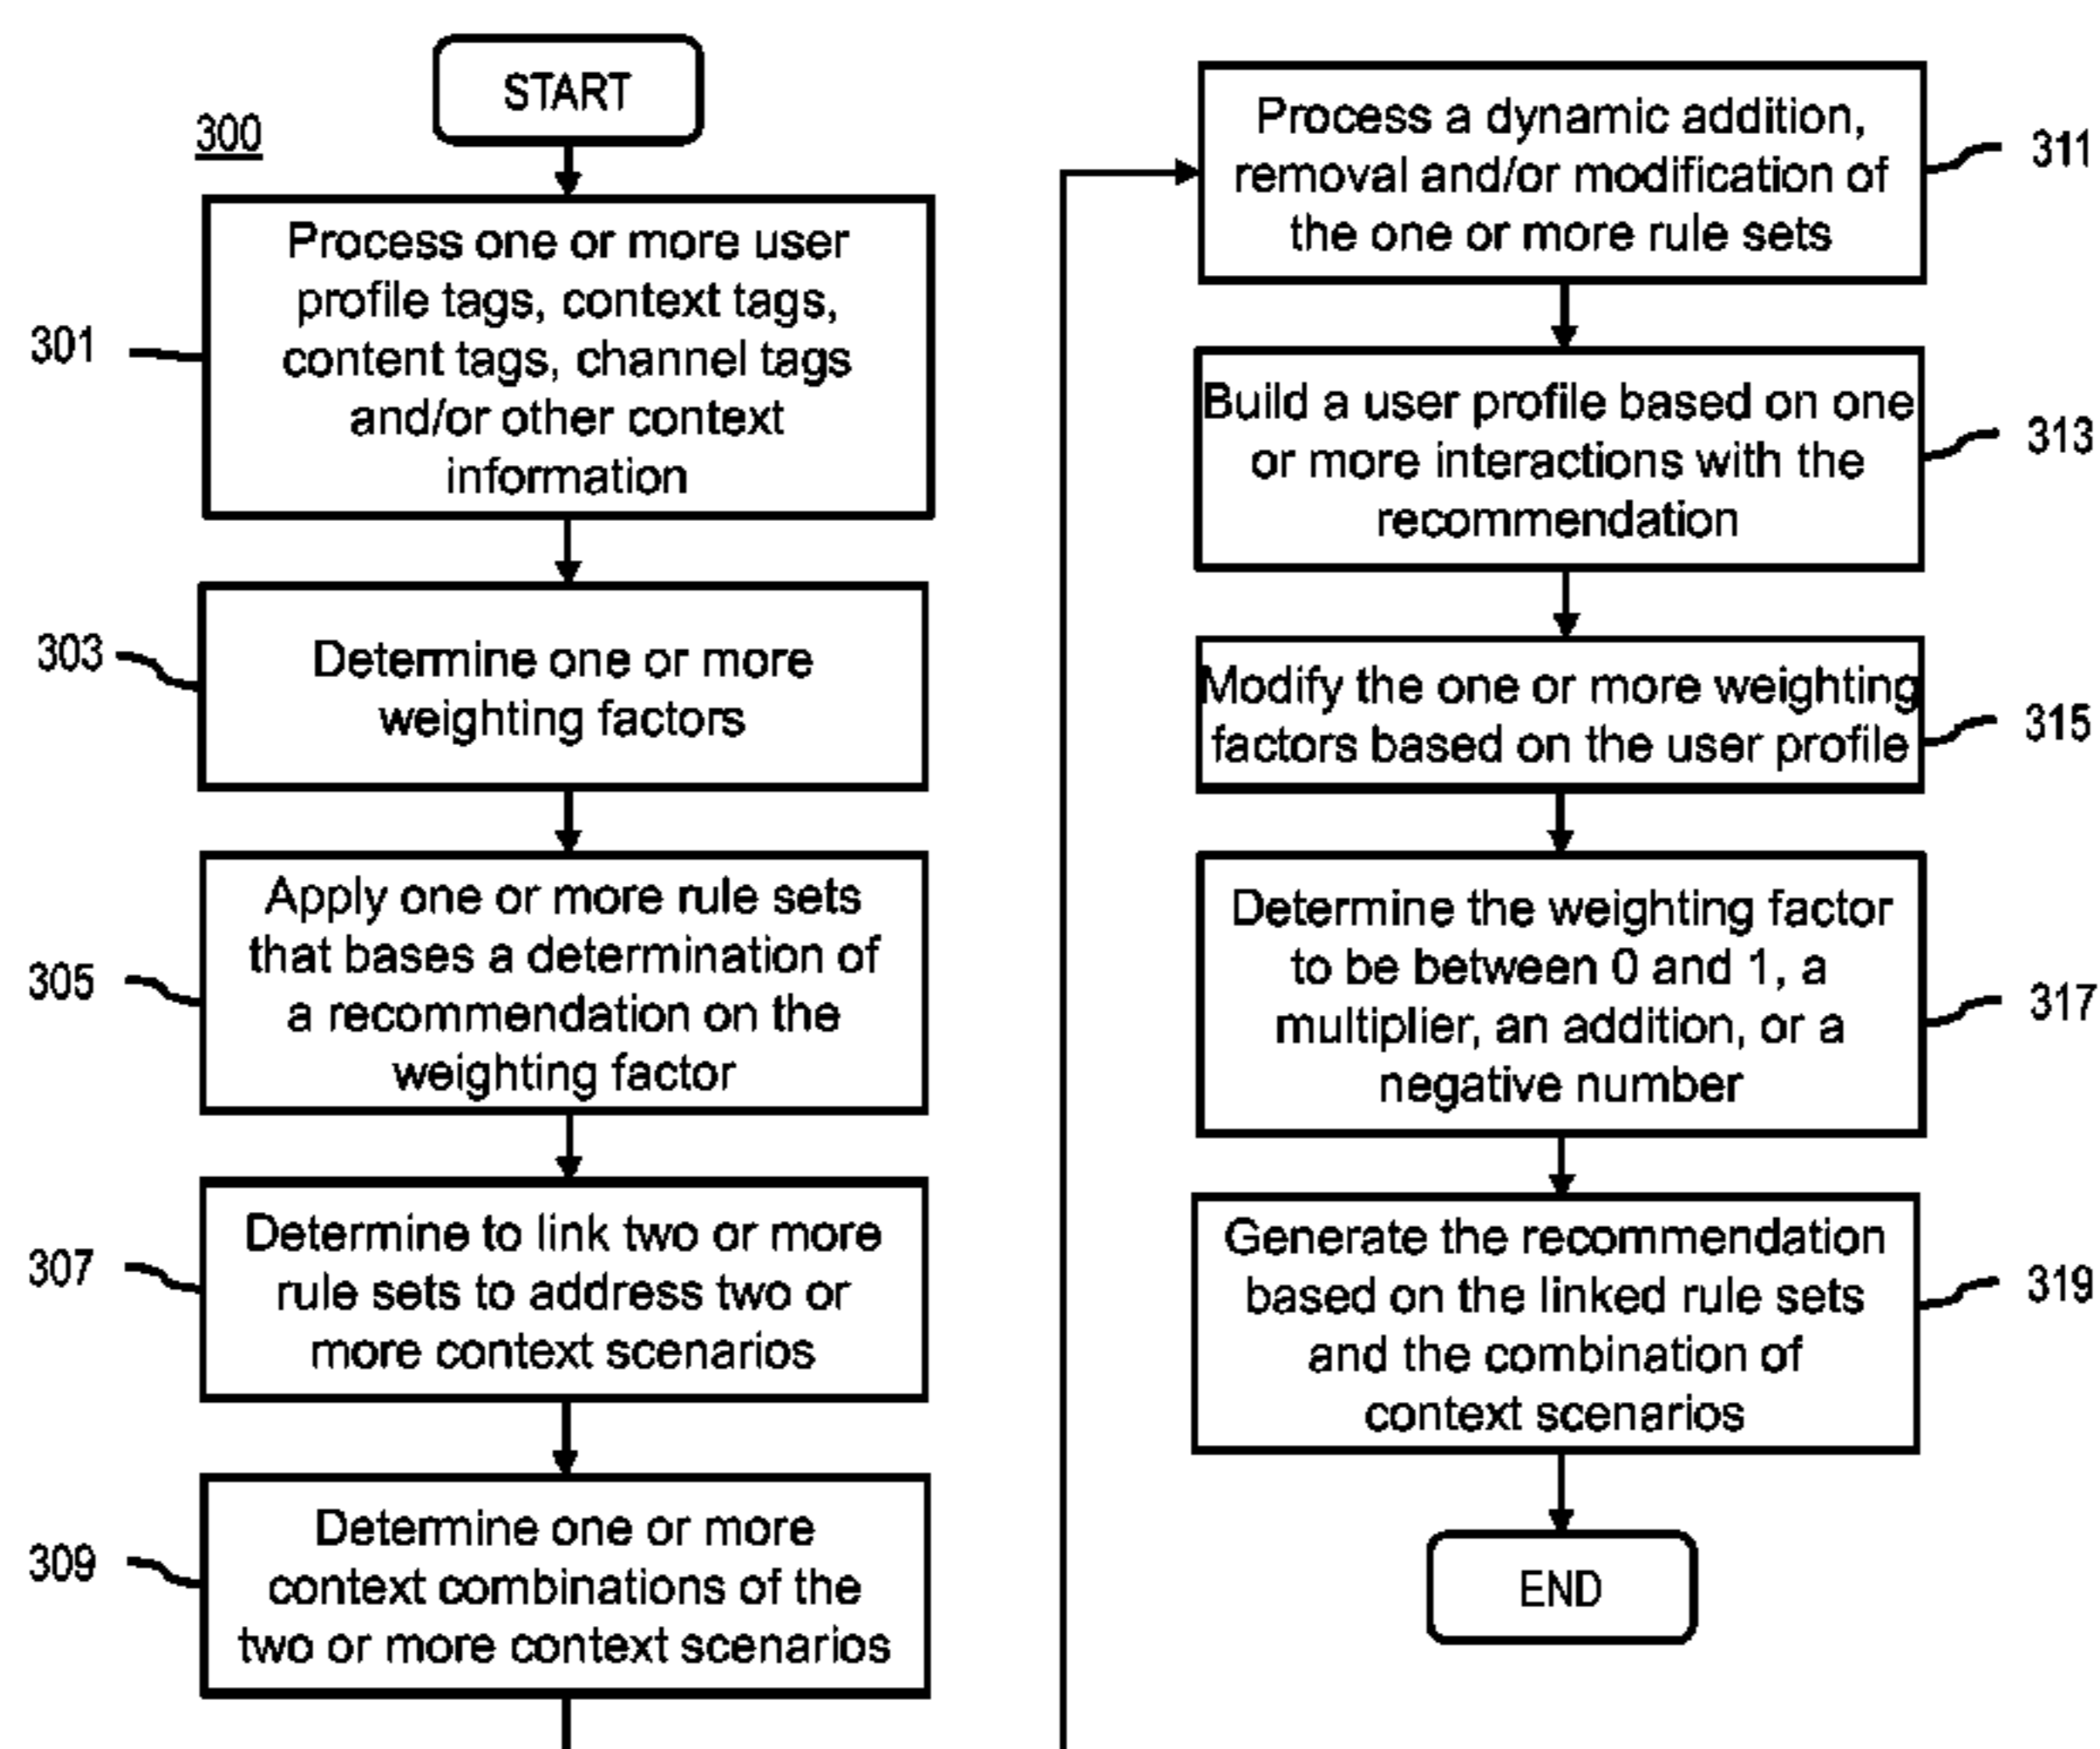 START
300
Process one or more user
profile tags, context tags,
content tags, channel tags
and/or other context
information
301
Determine one or more
weighting factors
303
Apply one or more rule sets
that bases a determination of
a recommendation on the
weighting factor
305
Determine to link two or more
rule sets to address two or
more context scenarios
307
Determine one or more
context combinations of the
two or more context scenarios
309
Process a dynamic addition,
removal and/or modification of
the one or more rule sets
311
Build a user profile based on one
or more interactions with the
recommendation
313
Modify the one or more weighting
factors based on the user profile
315
Determine the weighting factor
to be between 0 and 1, a
multiplier, an addition, or a
negative number
317
Generate the recommendation
based on the linked rule sets
and the combination of
context scenarios
319
END